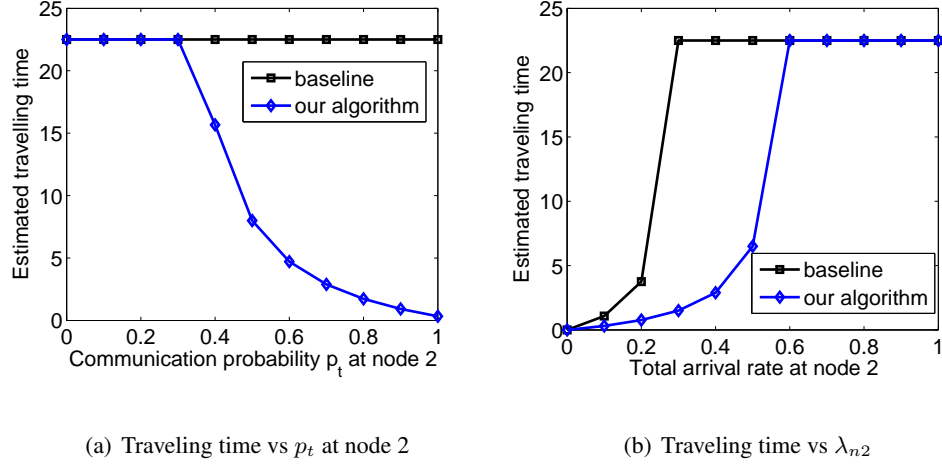 25
20
15
10
5
0
Estimated travelling time
baseline
our algorithm
0 0.2 0.4 0.6 0.8 1
Communication probability p_t at node 2
(a) Traveling time vs p_t at node 2
25
20
15
10
5
0
Estimated traveling time
baseline
our algorithm
0 0.2 0.4 0.6 0.8 1
Total arrival rate at node 2
(b) Traveling time vs λ_{n2}